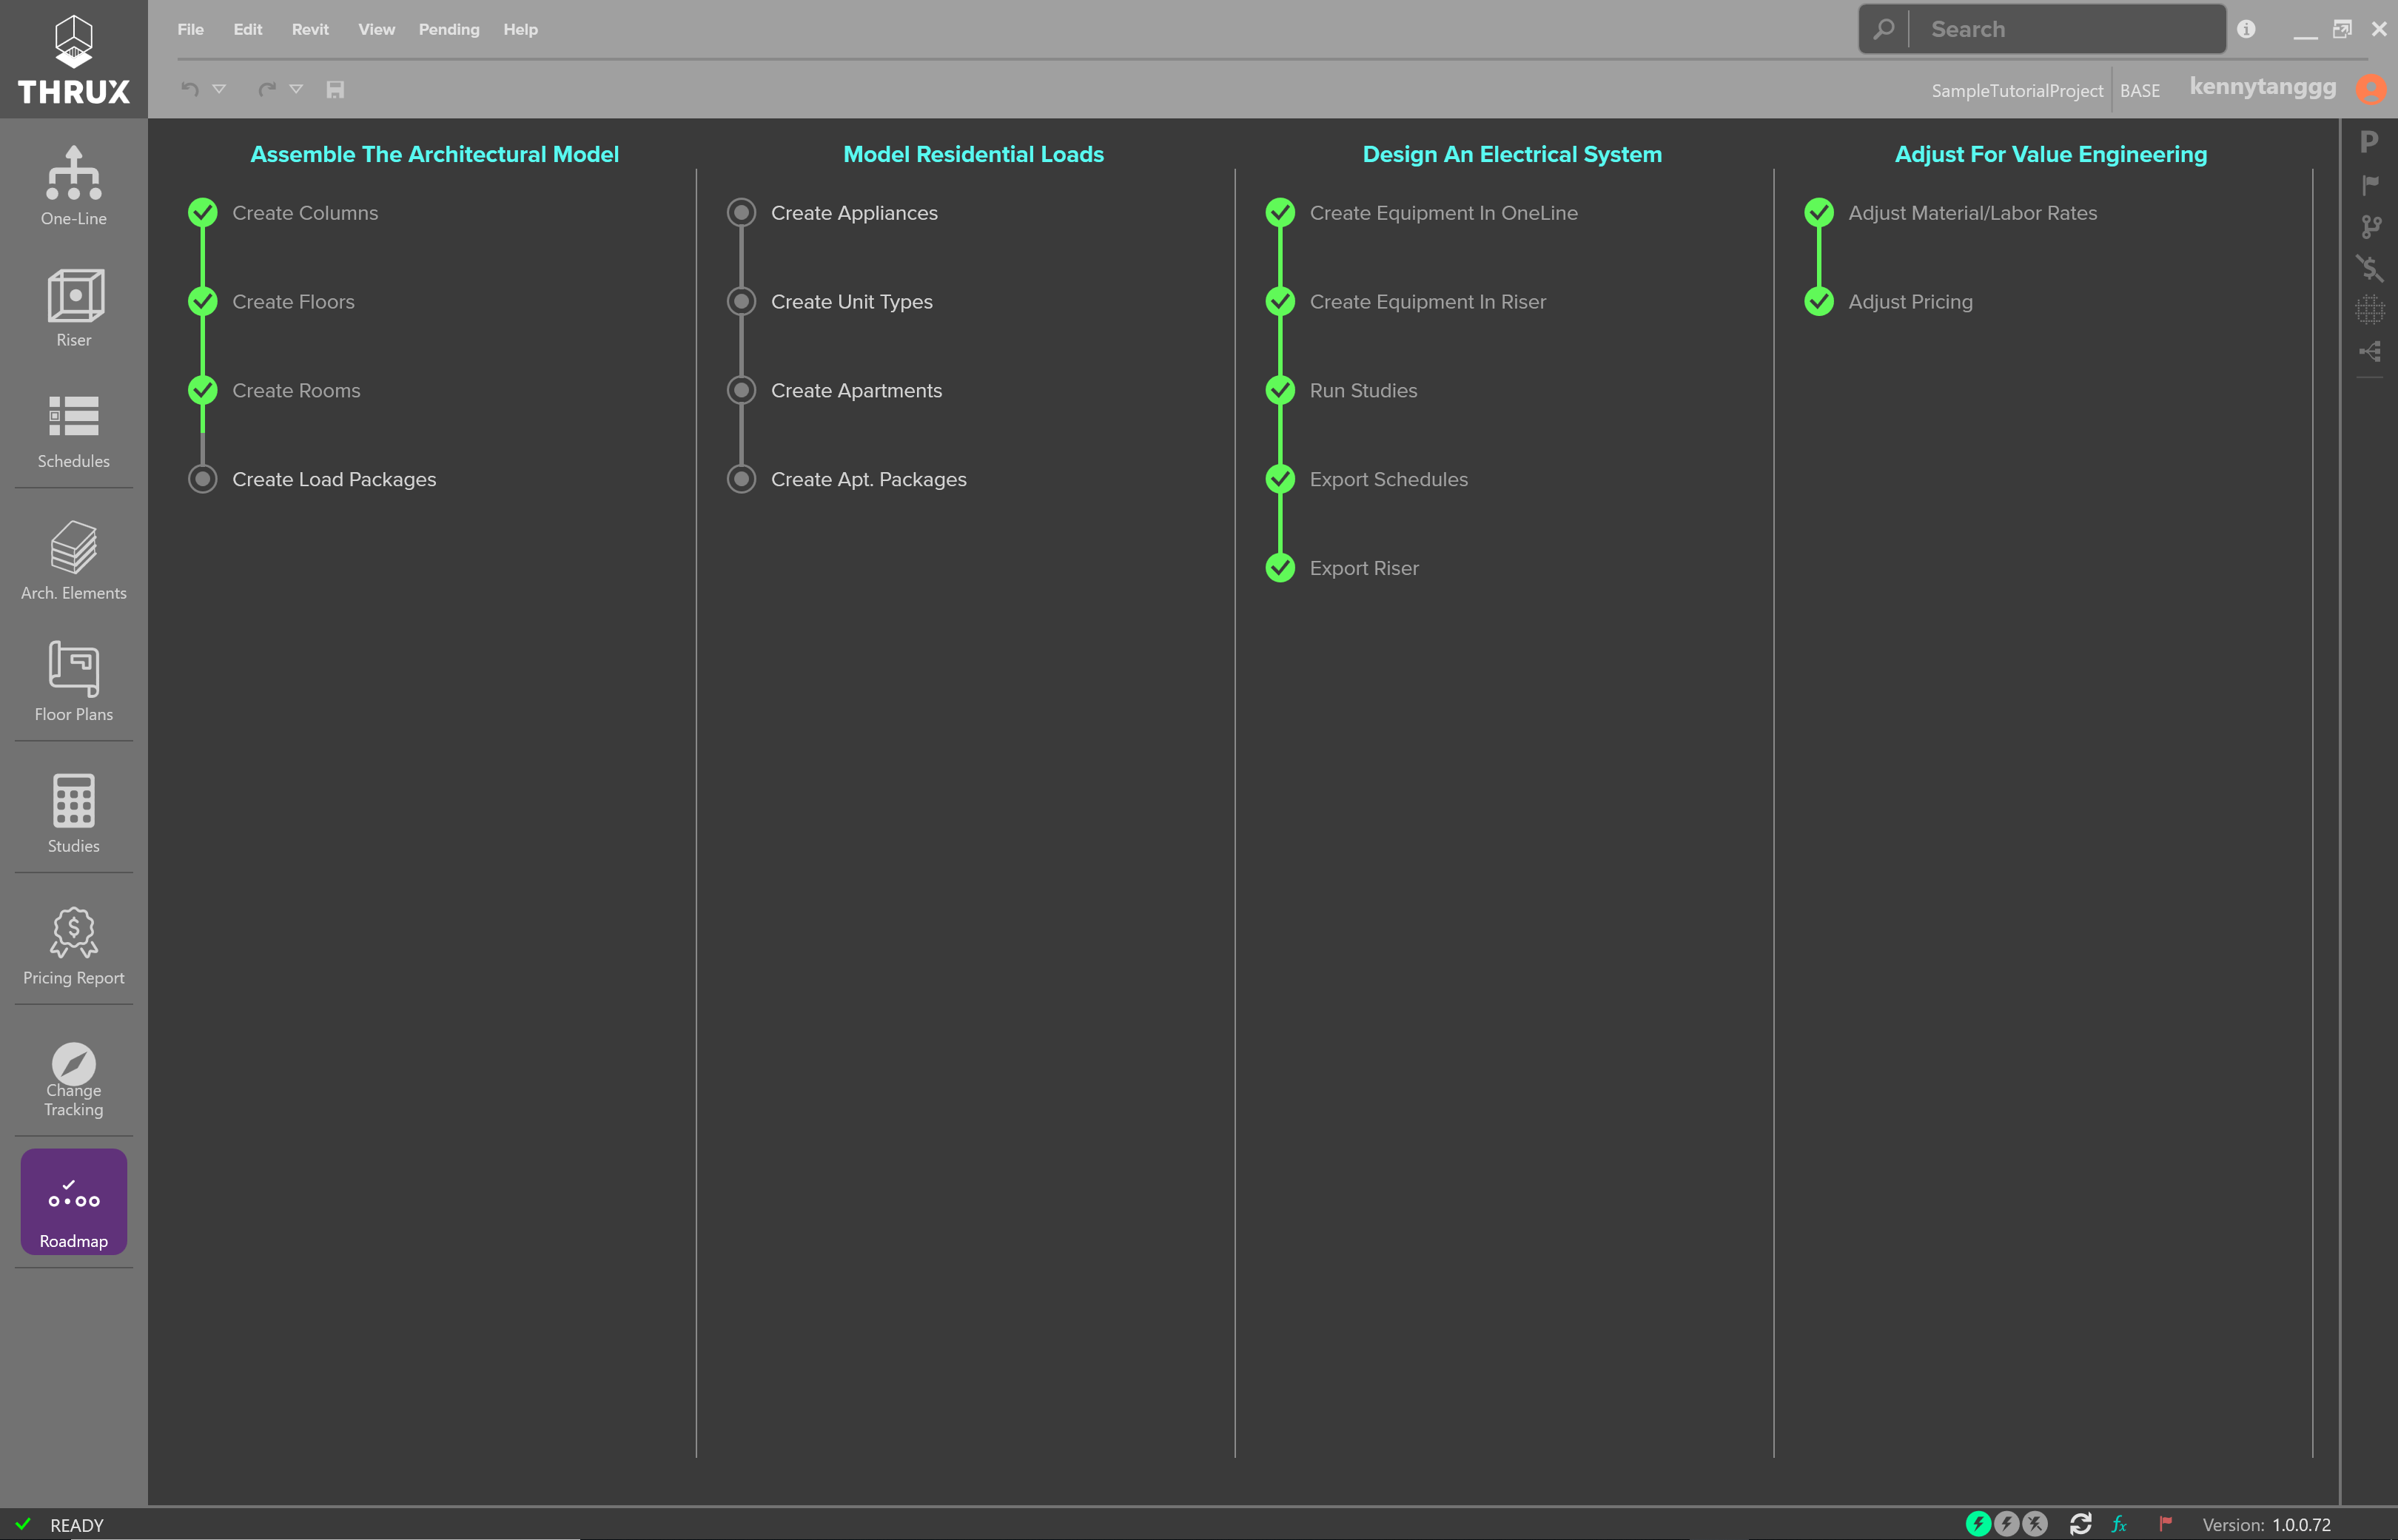 THRUX
File Edit Revit View Pending Help
Search
SampleTutorialProject BASE kennytanggg
One-Line
Riser
Schedules
Arch. Elements
Floor Plans
Studies
Pricing Report
Change
Tracking
Roadmap
Assemble The Architectural Model
Create Columns
Create Floors
Create Rooms
Create Load Packages
Model Residential Loads
Create Appliances
Create Unit Types
Create Apartments
Create Apt. Packages
Design An Electrical System
Create Equipment In OneLine
Create Equipment In Riser
Run Studies
Export Schedules
Export Riser
Adjust For Value Engineering
Adjust Material/Labor Rates
Adjust Pricing
P
READY
fx
Version: 1.0.0.72